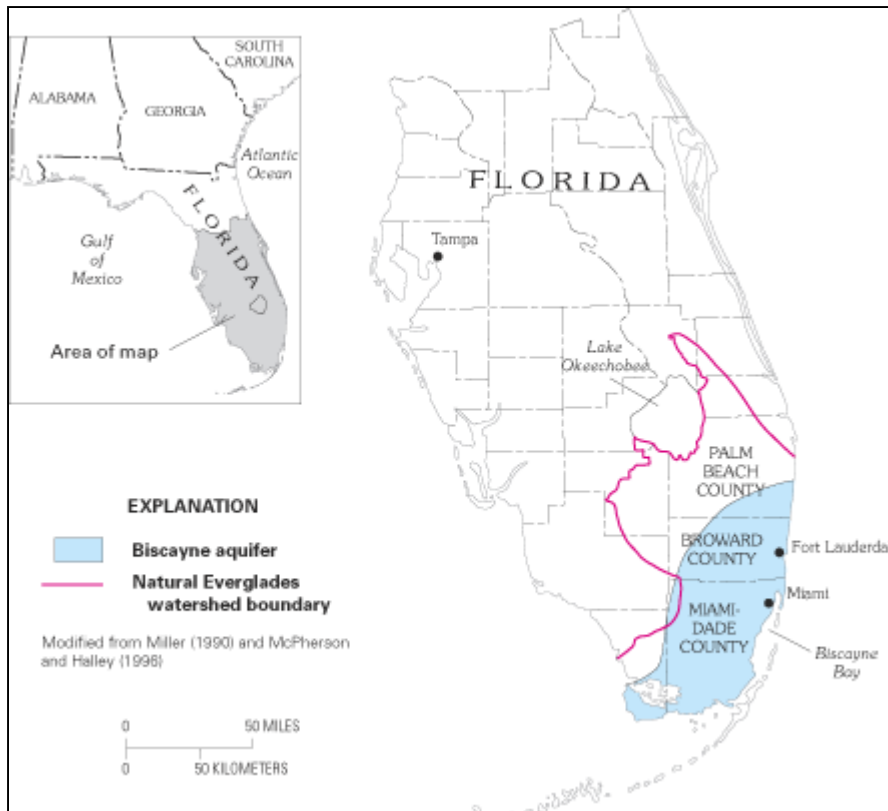 SOUTH
CAROLINA
ALABAMA
GEORGIA
Atlantic
Ocean
FLORIDA
Gulf
of
Mexico
Area of map
FLORIDA
Tampa
Lake
Okeechobee
PALM
BEACH
COUNTY
BROWARD
COUNTY
Fort Lauderda
Miami
MIAMI-
DADE
COUNTY
Biscayne
Bay
EXPLANATION
Biscayne aquifer
Natural Everglades
watershed boundary
Modified from Miller (1990) and McPherson
and Halley (1996)
0 50 MILES
0 50 KILOMETERS